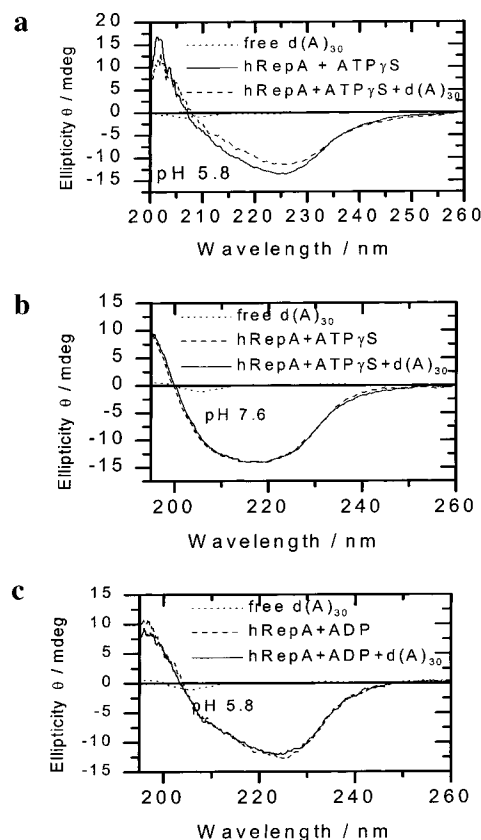 a
free d(A)30
hRepA + ATPγS
hRepA+ATPγS+d(A)30
Ellipticity θ / mdeg
20
15
10
5
0
-5
-10
-15
pH 5.8
200 210 220 230 240 250 260
Wavelength / nm
b
free d(A)30
hRepA+ATPγS
hRepA+ATPγS+d(A)30
Ellipticity θ / mdeg
15
10
5
0
-5
-10
-15
pH 7.6
200 220 240 260
Wavelength / nm
c
free d(A)30
hRepA+ADP
hRepA+ADP+d(A)30
Ellipticity θ / mdeg
15
10
5
0
-5
-10
-15
pH 5.8
200 220 240 260
Wavelength / nm